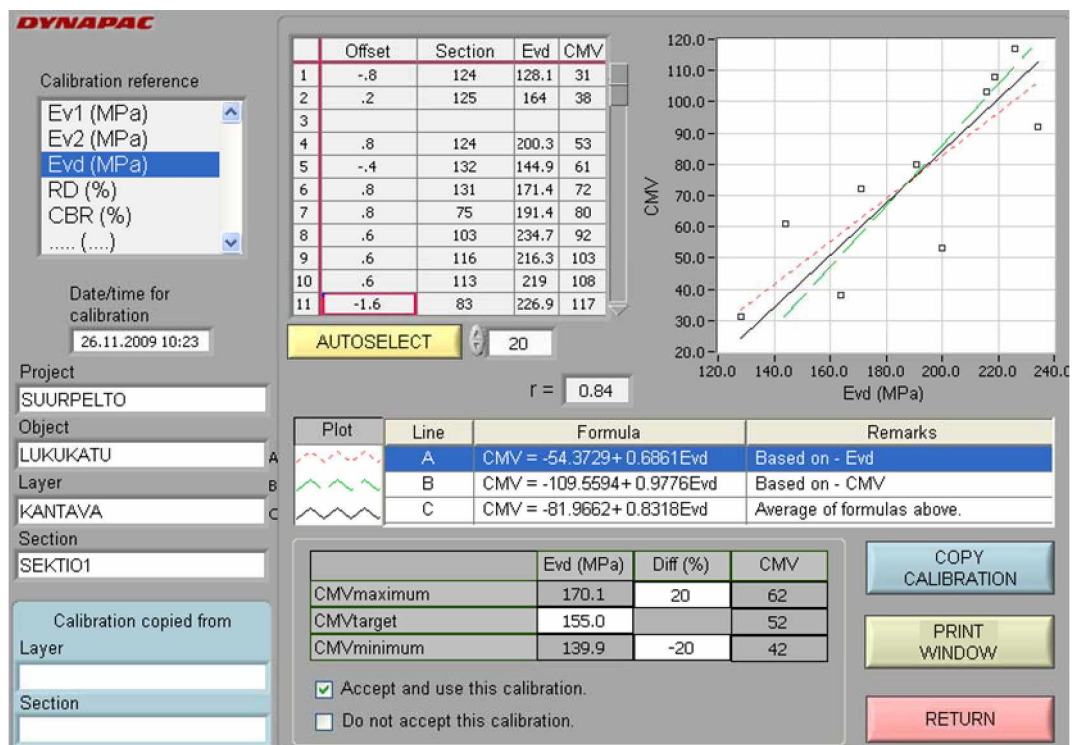 DYNAPAC
Calibration reference
Ev1 (MPa)
Ev2 (MPa)
Evd (MPa)
RD (%)
CBR (%)
..... (....)
Date/time for
calibration
26.11.2009 10:23
Project
SUURPELTO
Object
LUKUKATU
Layer
KANTAVA
Section
SEKTIO1
Calibration copied from
Layer
Section
Offset Section Evd CMV
1 -.8 124 128.1 31
2 .2 125 164 38
3
4 .8 124 200.3 53
5 -.4 132 144.9 61
6 .8 131 171.4 72
7 .8 75 191.4 80
8 .6 103 234.7 92
9 .6 116 216.3 103
10 .6 113 219 108
11 -1.6 83 226.9 117
AUTOSELECT 20
r = 0.84
120.0
110.0
100.0
90.0
80.0
70.0
60.0
50.0
40.0
30.0
20.0
CMV
120.0 140.0 160.0 180.0 200.0 220.0 240.0
Evd (MPa)
Plot Line Formula Remarks
A A CMV = -54.3729+ 0.6861Evd Based on - Evd
B B CMV = -109.5594+ 0.9776Evd Based on - CMV
C C CMV = -81.9662+ 0.8318Evd Average of formulas above.
Evd (MPa) Diff (%) CMV
CMVmaximum 170.1 20 62
CMVtarget 155.0 52
CMVminimum 139.9 -20 42
Accept and use this calibration.
Do not accept this calibration.
COPY
CALIBRATION
PRINT
WINDOW
RETURN